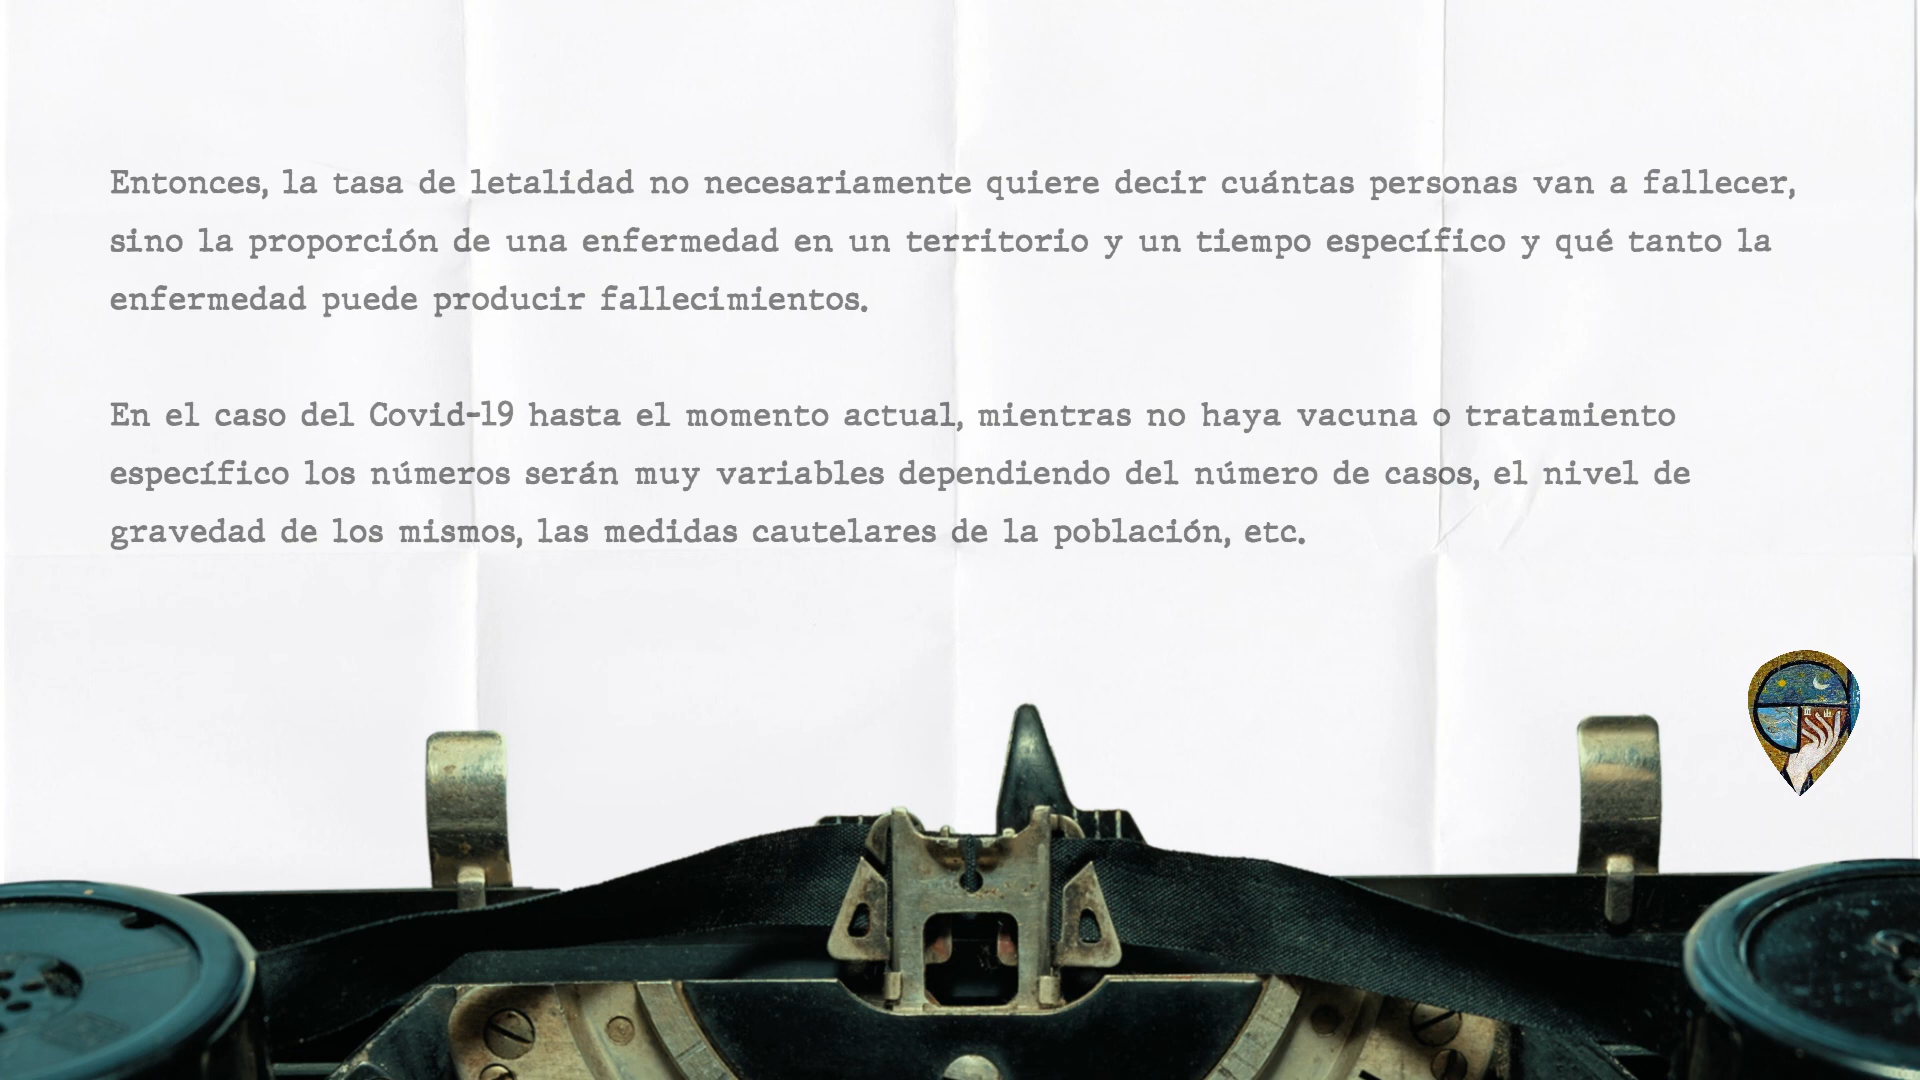 Entonces, la tasa de letalidad no necesariamente quiere decir cuántas personas van a fallecer,
sino la proporción de una enfermedad en un territorio y un tiempo específico y qué tanto la
enfermedad puede producir fallecimientos.
En el caso del Covid-19 hasta el momento actual, mientras no haya vacuna o tratamiento
específico los números serán muy variables dependiendo del número de casos, el nivel de
gravedad de los mismos, las medidas cautelares de la población, etc.